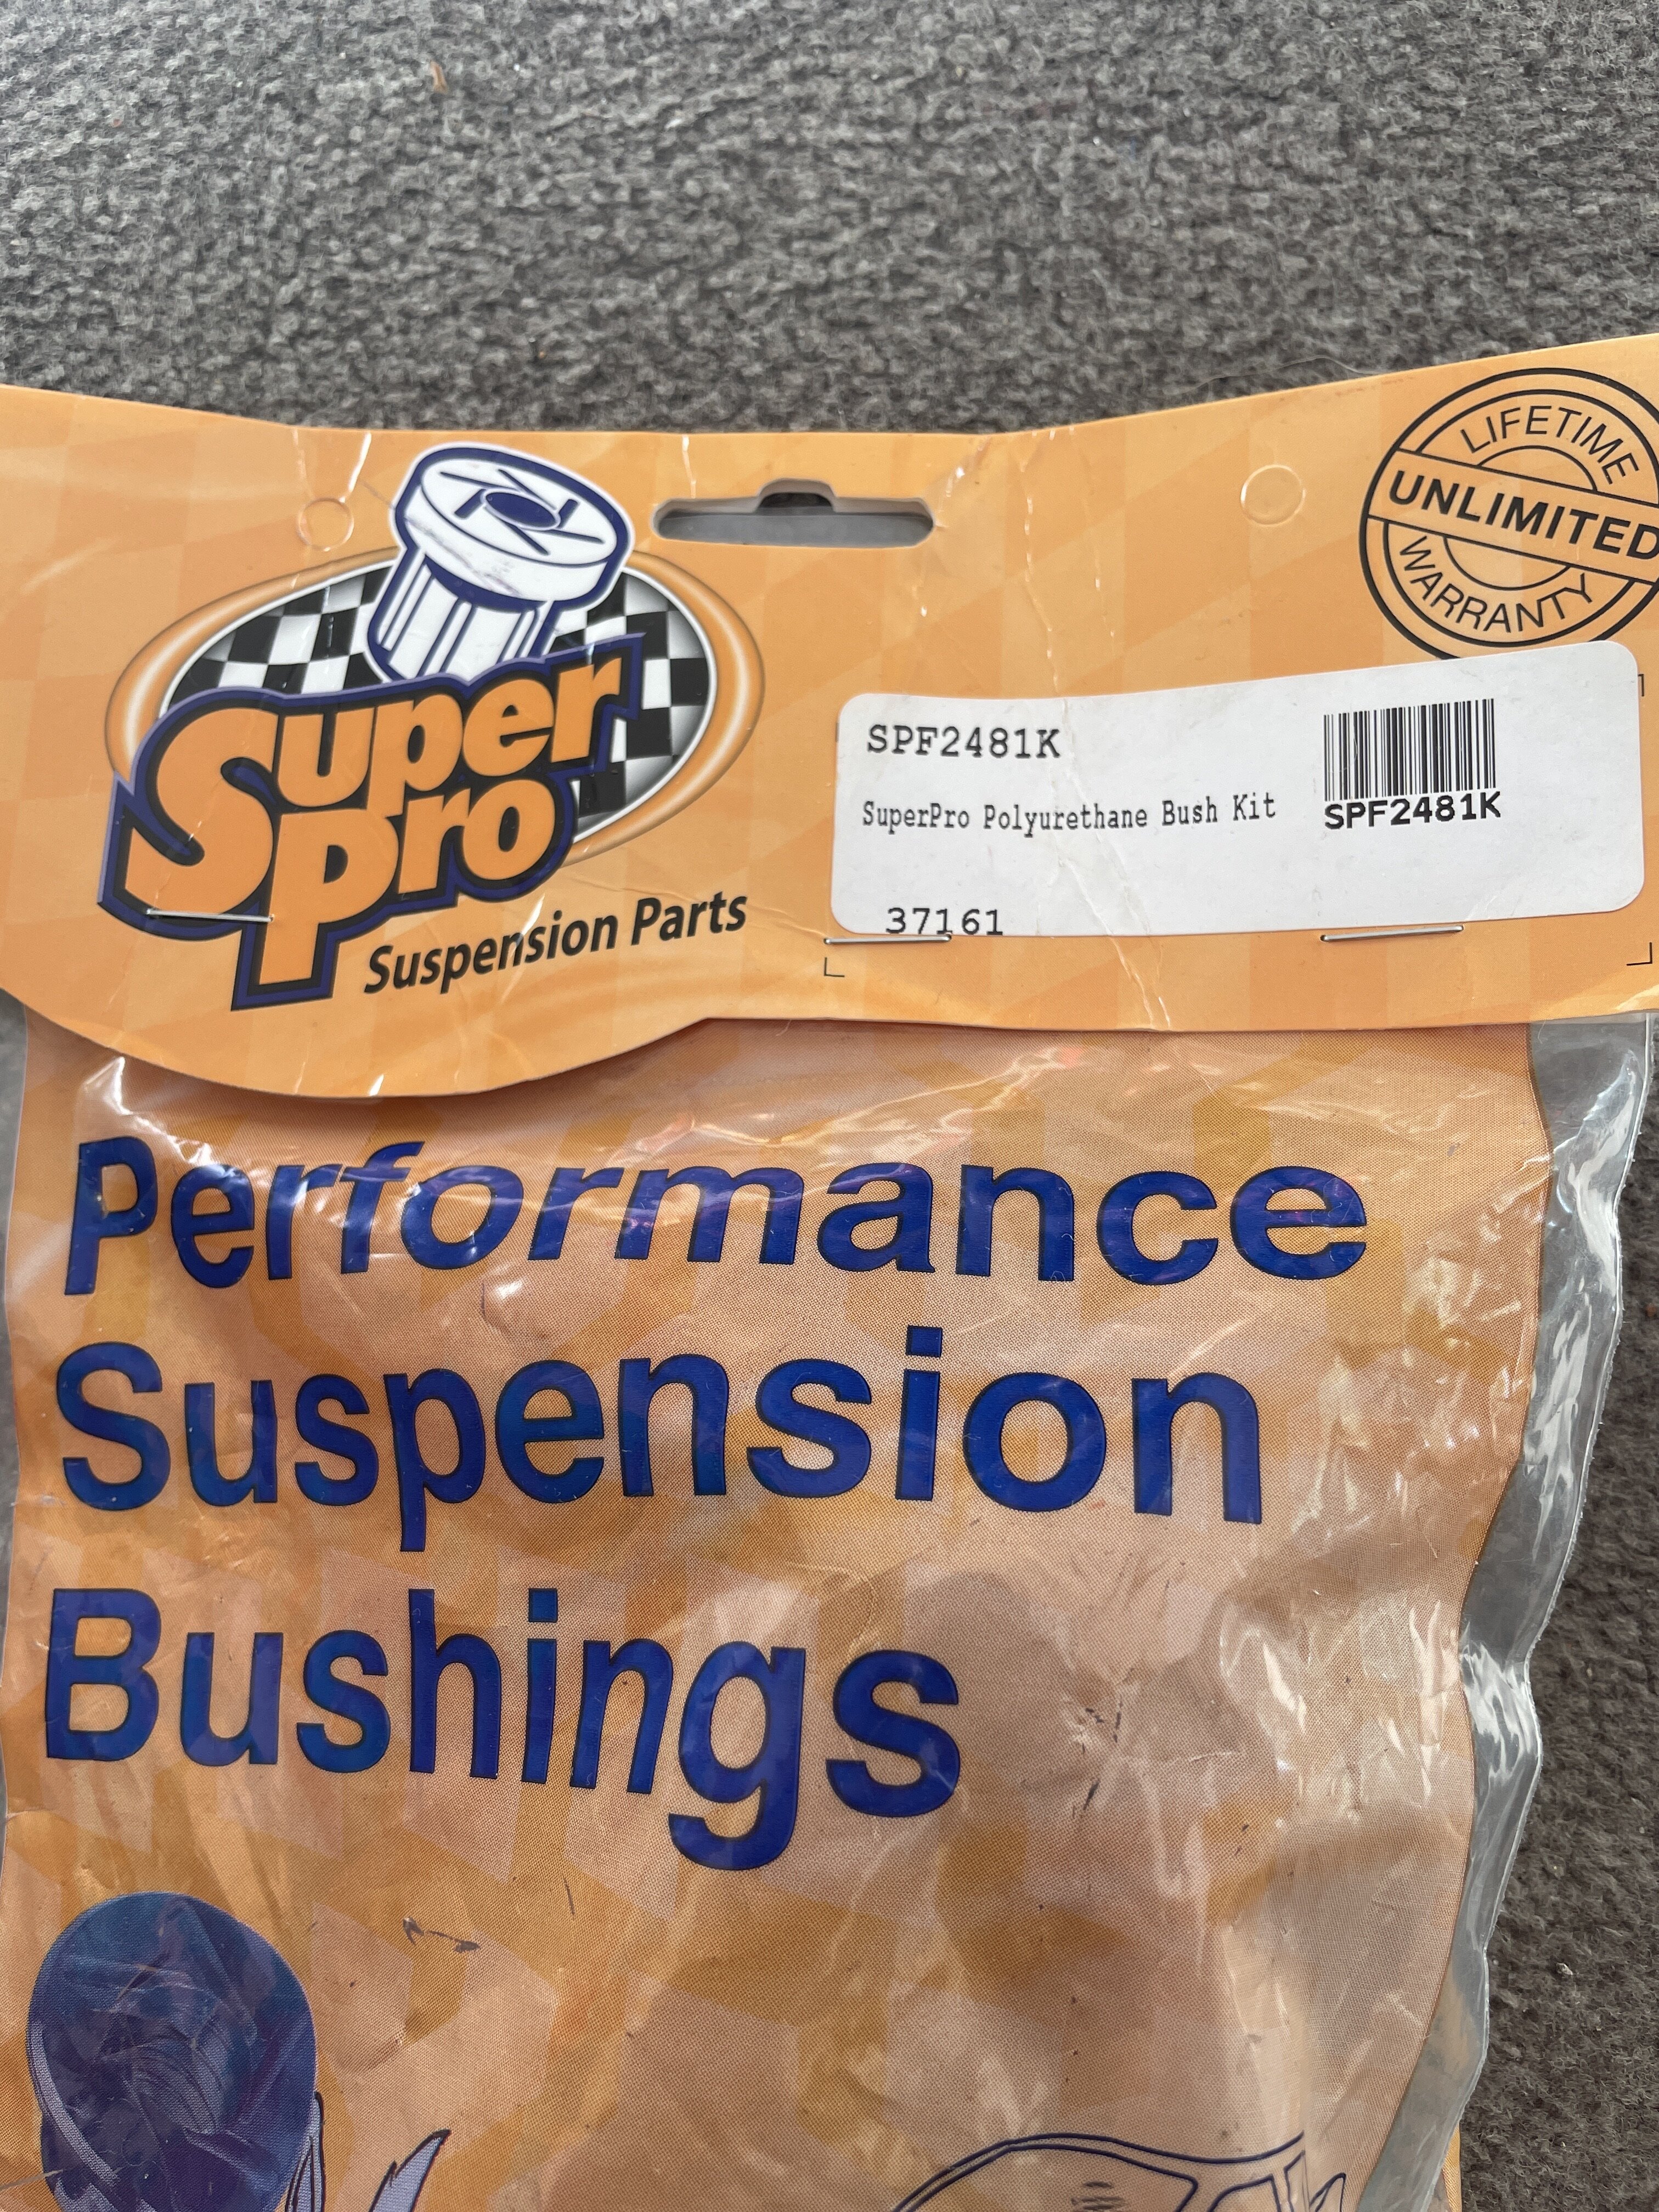 LIFETIME
UNLIMITED
WARRANTY
Super
Pro
Suspension Parts
SPF2481K
SuperPro Polyurethane Bush Kit
SPF2481K
37161
Performance
Suspension
Bushings